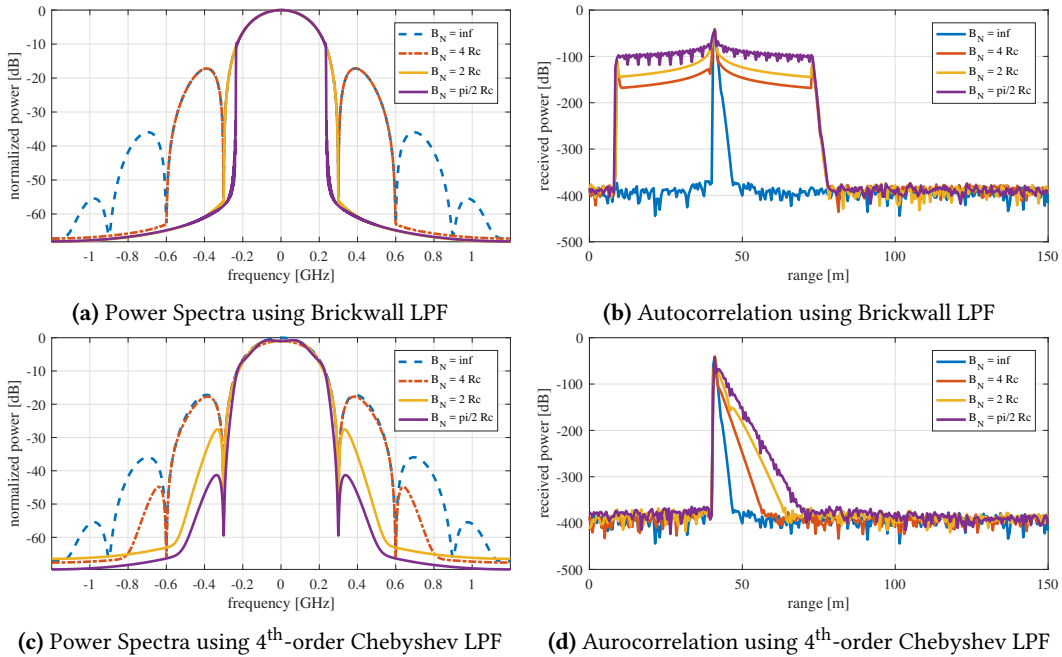 0
-10
-20
-30
-40
-50
-60
normalized power [dB]
-1 -0.8 -0.6 -0.4 -0.2 0 0.2 0.4 0.6 0.8 1
frequency [GHz]
B_N = inf
B_N = 4 Rc
B_N = 2 Rc
B_N = pi/2 Rc
(a) Power Spectra using Brickwall LPF
0
-100
-200
-300
-400
-500
received power [dB]
0 50 100 150
range [m]
B_N = inf
B_N = 4 Rc
B_N = 2 Rc
B_N = pi/2 Rc
(b) Autocorrelation using Brickwall LPF
0
-10
-20
-30
-40
-50
-60
normalized power [dB]
-1 -0.8 -0.6 -0.4 -0.2 0 0.2 0.4 0.6 0.8 1
frequency [GHz]
B_N = inf
B_N = 4 Rc
B_N = 2 Rc
B_N = pi/2 Rc
(c) Power Spectra using 4th-order Chebyshev LPF
0
-100
-200
-300
-400
-500
received power [dB]
0 50 100 150
range [m]
B_N = inf
B_N = 4 Rc
B_N = 2 Rc
B_N = pi/2 Rc
(d) Aurocorrelation using 4th-order Chebyshev LPF